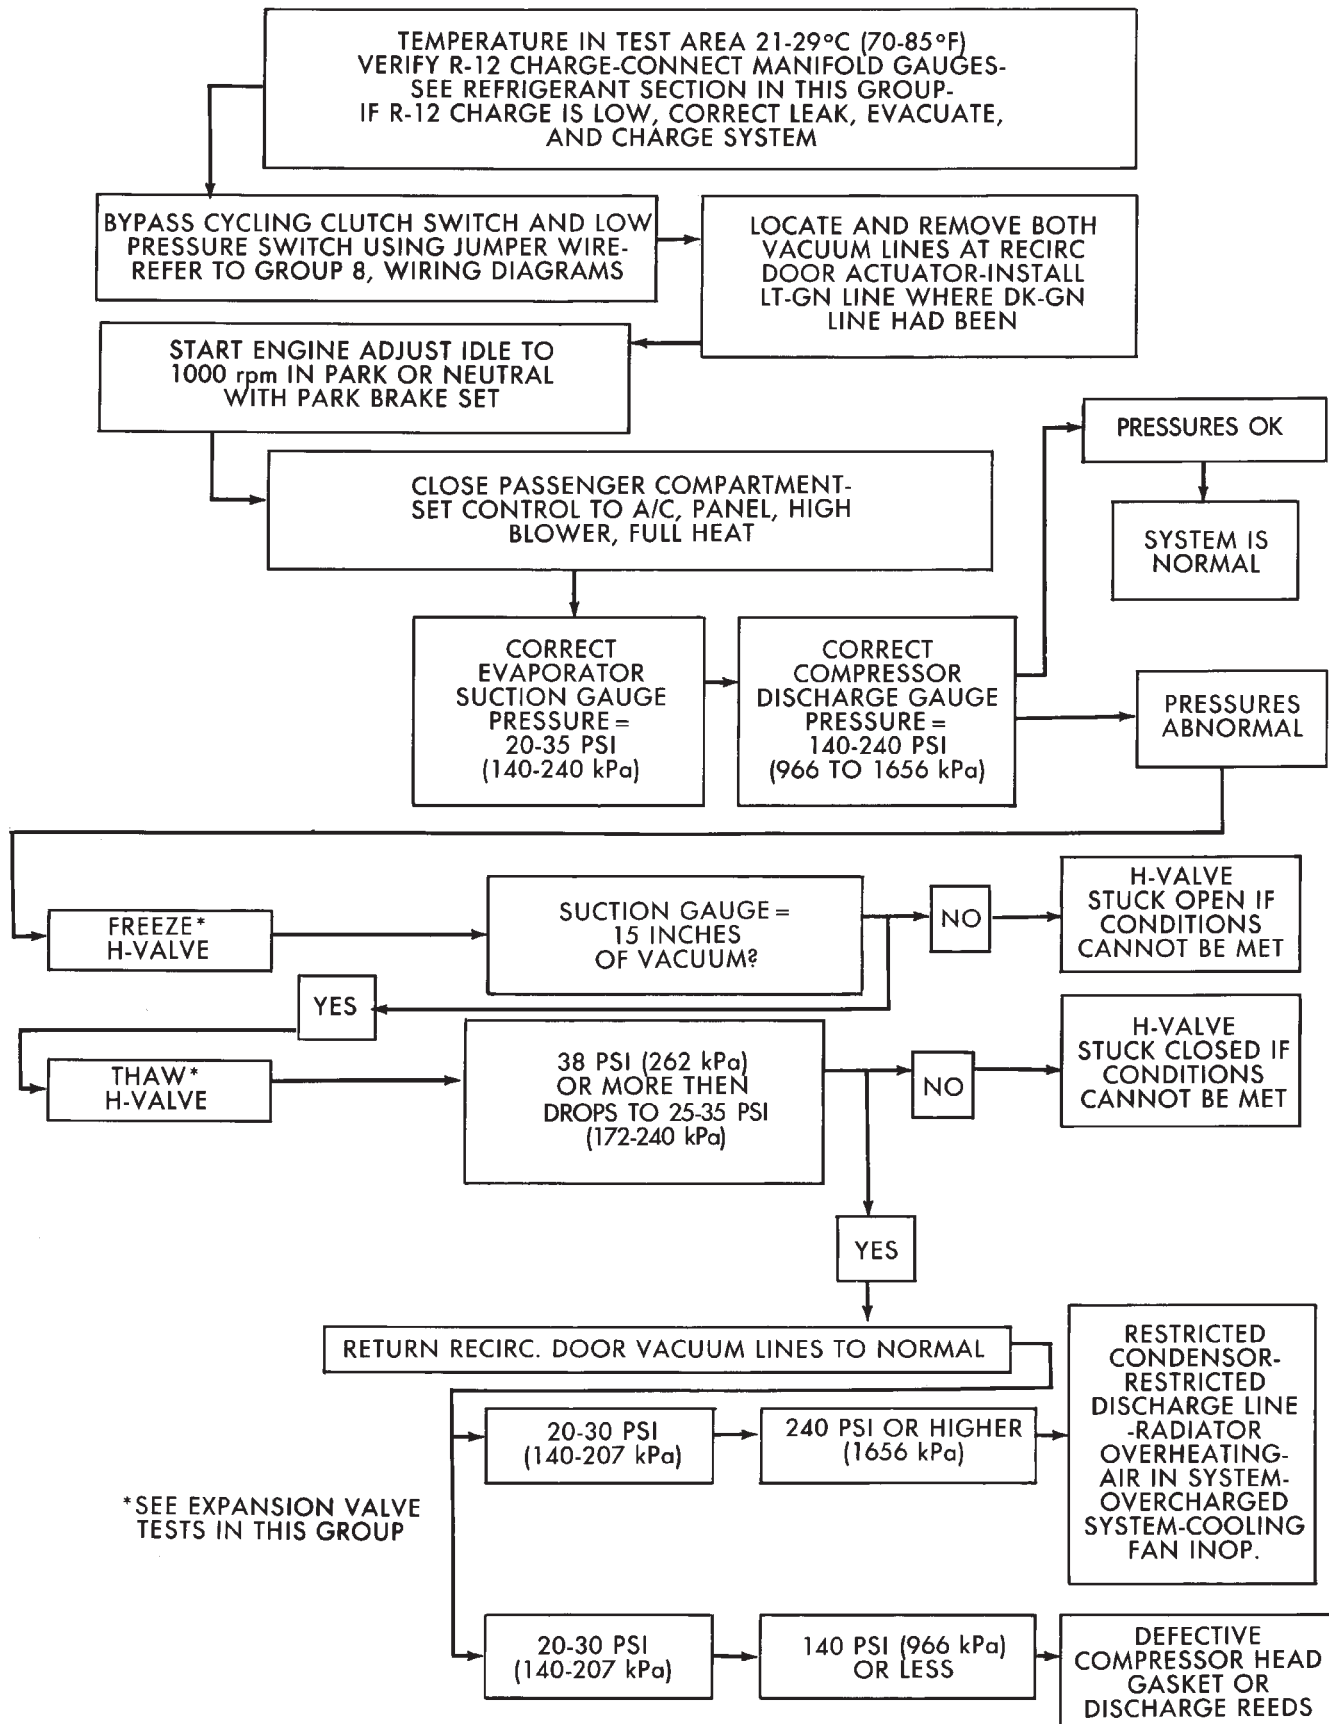 TEMPERATURE IN TEST AREA 21-29°C (70-85°F)
VERIFY R-12 CHARGE-CONNECT MANIFOLD GAUGES-
SEE REFRIGERANT SECTION IN THIS GROUP-
IF R-12 CHARGE IS LOW, CORRECT LEAK, EVACUATE,
AND CHARGE SYSTEM
BYPASS CYCLING CLUTCH SWITCH AND LOW
PRESSURE SWITCH USING JUMPER WIRE-
REFER TO GROUP 8, WIRING DIAGRAMS
LOCATE AND REMOVE BOTH
VACUUM LINES AT RECIRC
DOOR ACTUATOR-INSTALL
LT-GN LINE WHERE DK-GN
LINE HAD BEEN
START ENGINE ADJUST IDLE TO
1000 rpm IN PARK OR NEUTRAL
WITH PARK BRAKE SET
CLOSE PASSENGER COMPARTMENT-
SET CONTROL TO A/C, PANEL, HIGH
BLOWER, FULL HEAT
CORRECT
EVAPORATOR
SUCTION GAUGE
PRESSURE =
20-35 PSI
(140-240 kPa)
CORRECT
COMPRESSOR
DISCHARGE GAUGE
PRESSURE =
140-240 PSI
(966 TO 1656 kPa)
PRESSURES OK
SYSTEM IS
NORMAL
PRESSURES
ABNORMAL
FREEZE*
H-VALVE
SUCTION GAUGE =
15 INCHES
OF VACUUM?
NO
H-VALVE
STUCK OPEN IF
CONDITIONS
CANNOT BE MET
YES
THAW*
H-VALVE
38 PSI (262 kPa)
OR MORE THEN
DROPS TO 25-35 PSI
(172-240 kPa)
NO
H-VALVE
STUCK CLOSED IF
CONDITIONS
CANNOT BE MET
YES
RETURN RECIRC. DOOR VACUUM LINES TO NORMAL
20-30 PSI
(140-207 kPa)
240 PSI OR HIGHER
(1656 kPa)
RESTRICTED
CONDENSOR-
RESTRICTED
DISCHARGE LINE
-RADIATOR
OVERHEATING-
AIR IN SYSTEM-
OVERCHARGED
SYSTEM-COOLING
FAN INOP.
*SEE EXPANSION VALVE
TESTS IN THIS GROUP
20-30 PSI
(140-207 kPa)
140 PSI (966 kPa)
OR LESS
DEFECTIVE
COMPRESSOR HEAD
GASKET OR
DISCHARGE REEDS